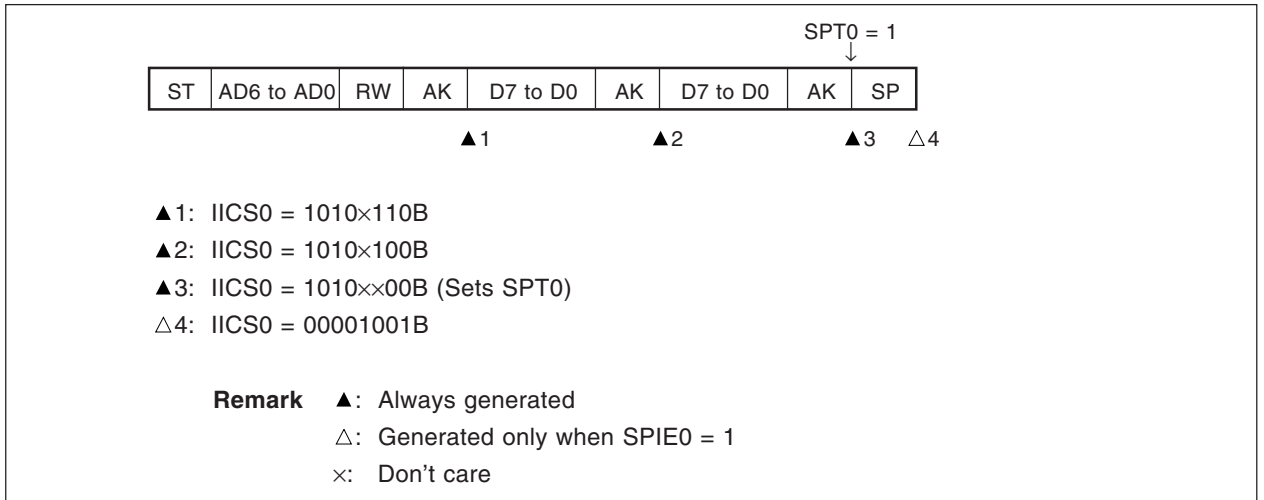 SPT0 = 1
↓
ST AD6 to AD0 RW AK D7 to D0 AK D7 to D0 AK SP
▲1 ▲2 ▲3 △4
▲1: IICS0 = 1010×110B
▲2: IICS0 = 1010×100B
▲3: IICS0 = 1010××00B (Sets SPT0)
△4: IICS0 = 00001001B
Remark ▲: Always generated
△: Generated only when SPIE0 = 1
×: Don't care